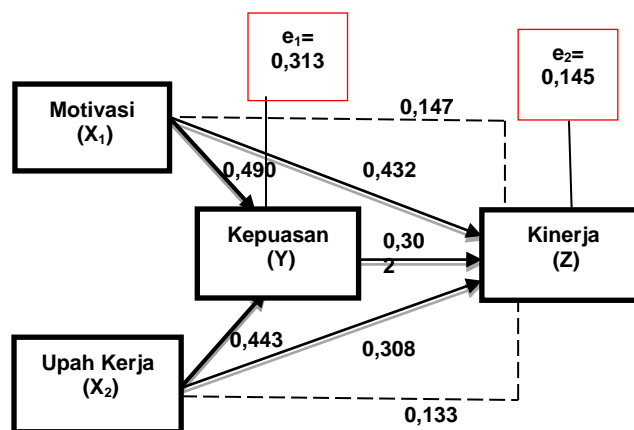 e₁=
0,313
e₂=
0,145
Motivasi
(X₁)
0,147
0,490
0,432
Kepuasan
(Y)
0,30
2
Kinerja
(Z)
0,443
0,308
Upah Kerja
(X₂)
0,133